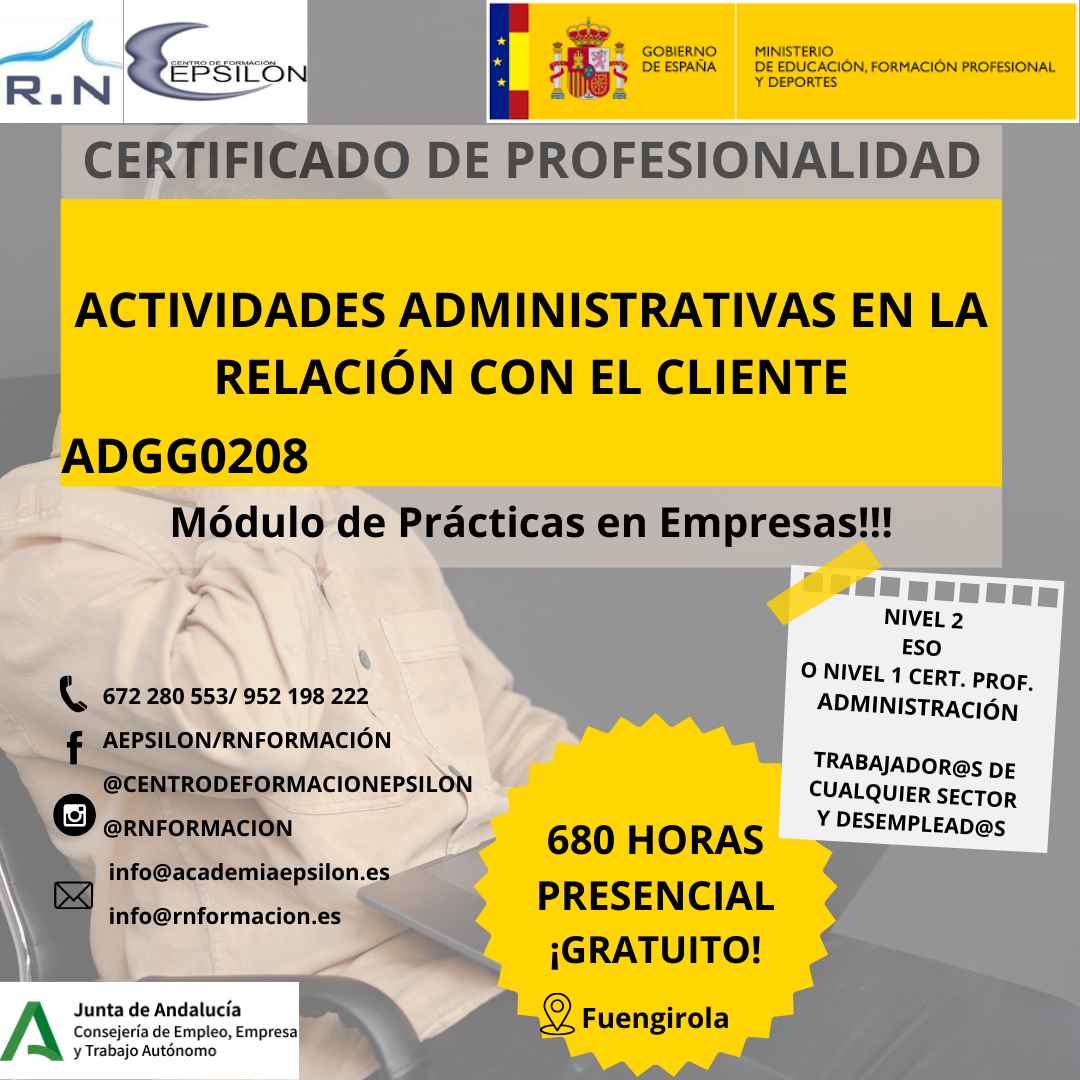 R.N
CENTRO DE FORMACIÓN
EPSILON
GOBIERNO
DE ESPAÑA
MINISTERIO
DE EDUCACIÓN, FORMACIÓN PROFESIONAL
Y DEPORTES
CERTIFICADO DE PROFESIONALIDAD
ACTIVIDADES ADMINISTRATIVAS EN LA
RELACIÓN CON EL CLIENTE
ADGG0208
Módulo de Prácticas en Empresas!!!
NIVEL 2
ESO
O NIVEL 1 CERT. PROF.
ADMINISTRACIÓN
TRABAJADOR@S DE
CUALQUIER SECTOR
Y DESEMPLEAD@S
672 280 553/ 952 198 222
AEPSILON/RNFORMACIÓN
@CENTRODEFORMACIONEPSILON
@RNFORMACION
info@academiaepsilon.es
info@rnformacion.es
680 HORAS
PRESENCIAL
¡GRATUITO!
Fuengirola
Junta de Andalucía
Consejería de Empleo, Empresa
y Trabajo Autónomo